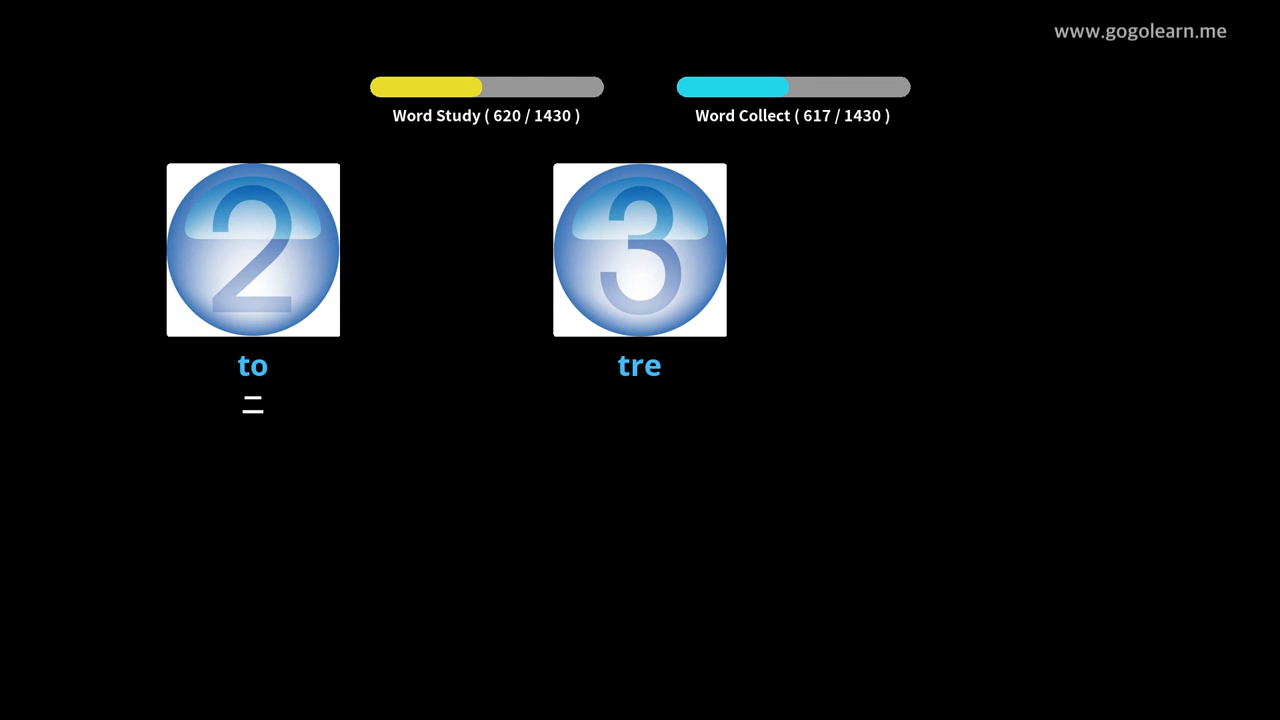 www.gogolearn.me
Word Study ( 620 / 1430 )
Word Collect ( 617 / 1430 )
2
3
to
tre
二